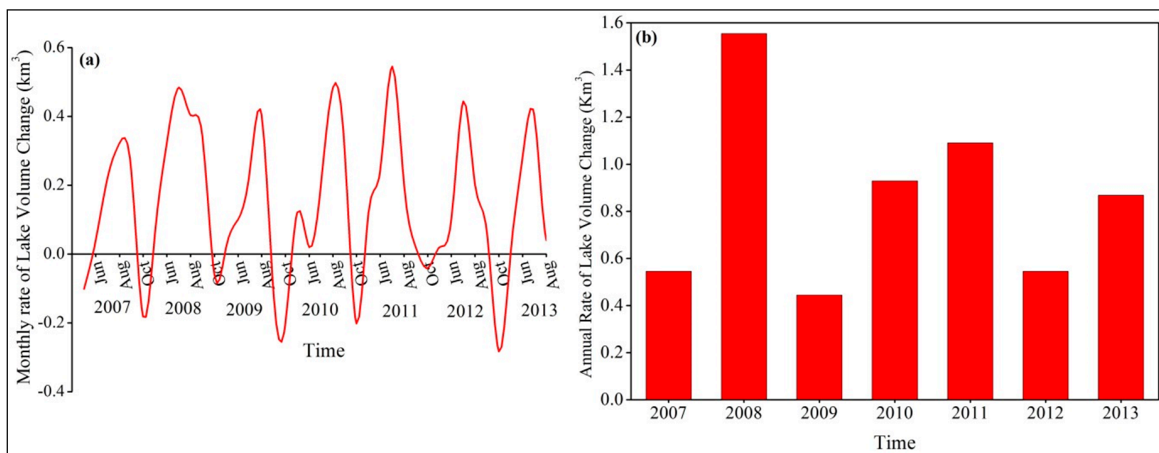 (a)
Monthly rate of Lake Volume Change (km³)
0.6
0.4
0.2
0.0
-0.2
-0.4
Jun Aug Oct Jun Aug Oct Jun Aug Oct Jun Aug Oct Jun Aug Oct Jun Aug Oct Jun Aug
2007 2008 2009 2010 2011 2012 2013
Time
(b)
Annual Rate of Lake Volume Change (Km³)
1.6
1.4
1.2
1.0
0.8
0.6
0.4
0.2
0.0
2007 2008 2009 2010 2011 2012 2013
Time